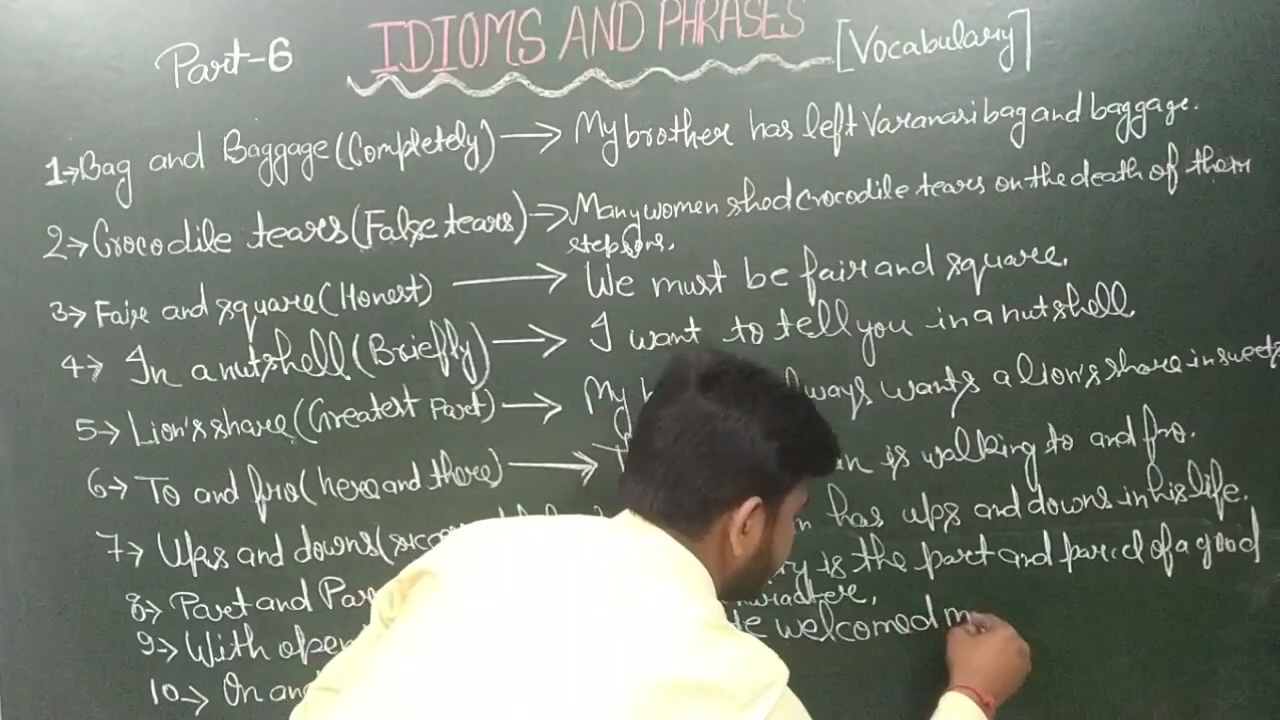 Part-6 IDIOMS AND PHRASES [Vocabulary]
1→Bag and Baggage (Completely) → My brother has left Varanasi bag and baggage.
2→ Crocodile tears (False tears) → Many women shed crocodile tears on the death of their
stepsons.
3→ Fair and square (Honest) → We must be fair and square.
4→ In a nutshell (Briefly) → I want to tell you in a nutshell.
5→ Lion's share (Greatest Part) → My always wants a lion's share in sweets
6→ To and fro (here and there) → is walking to and fro.
7→ Ups and downs ( has ups and downs in his life.
8→ Part and is the part and parcel of a good
9→ With welcomed
10→ On